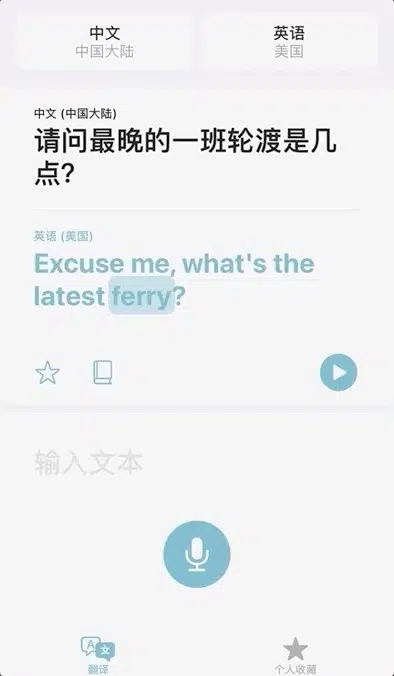 中文
中国大陆
英语
美国
中文 (中国大陆)
请问最晚的一班轮渡是几
点?
英语 (美国)
Excuse me, what's the
latest ferry?
输入文本
A 文
翻译
个人收藏